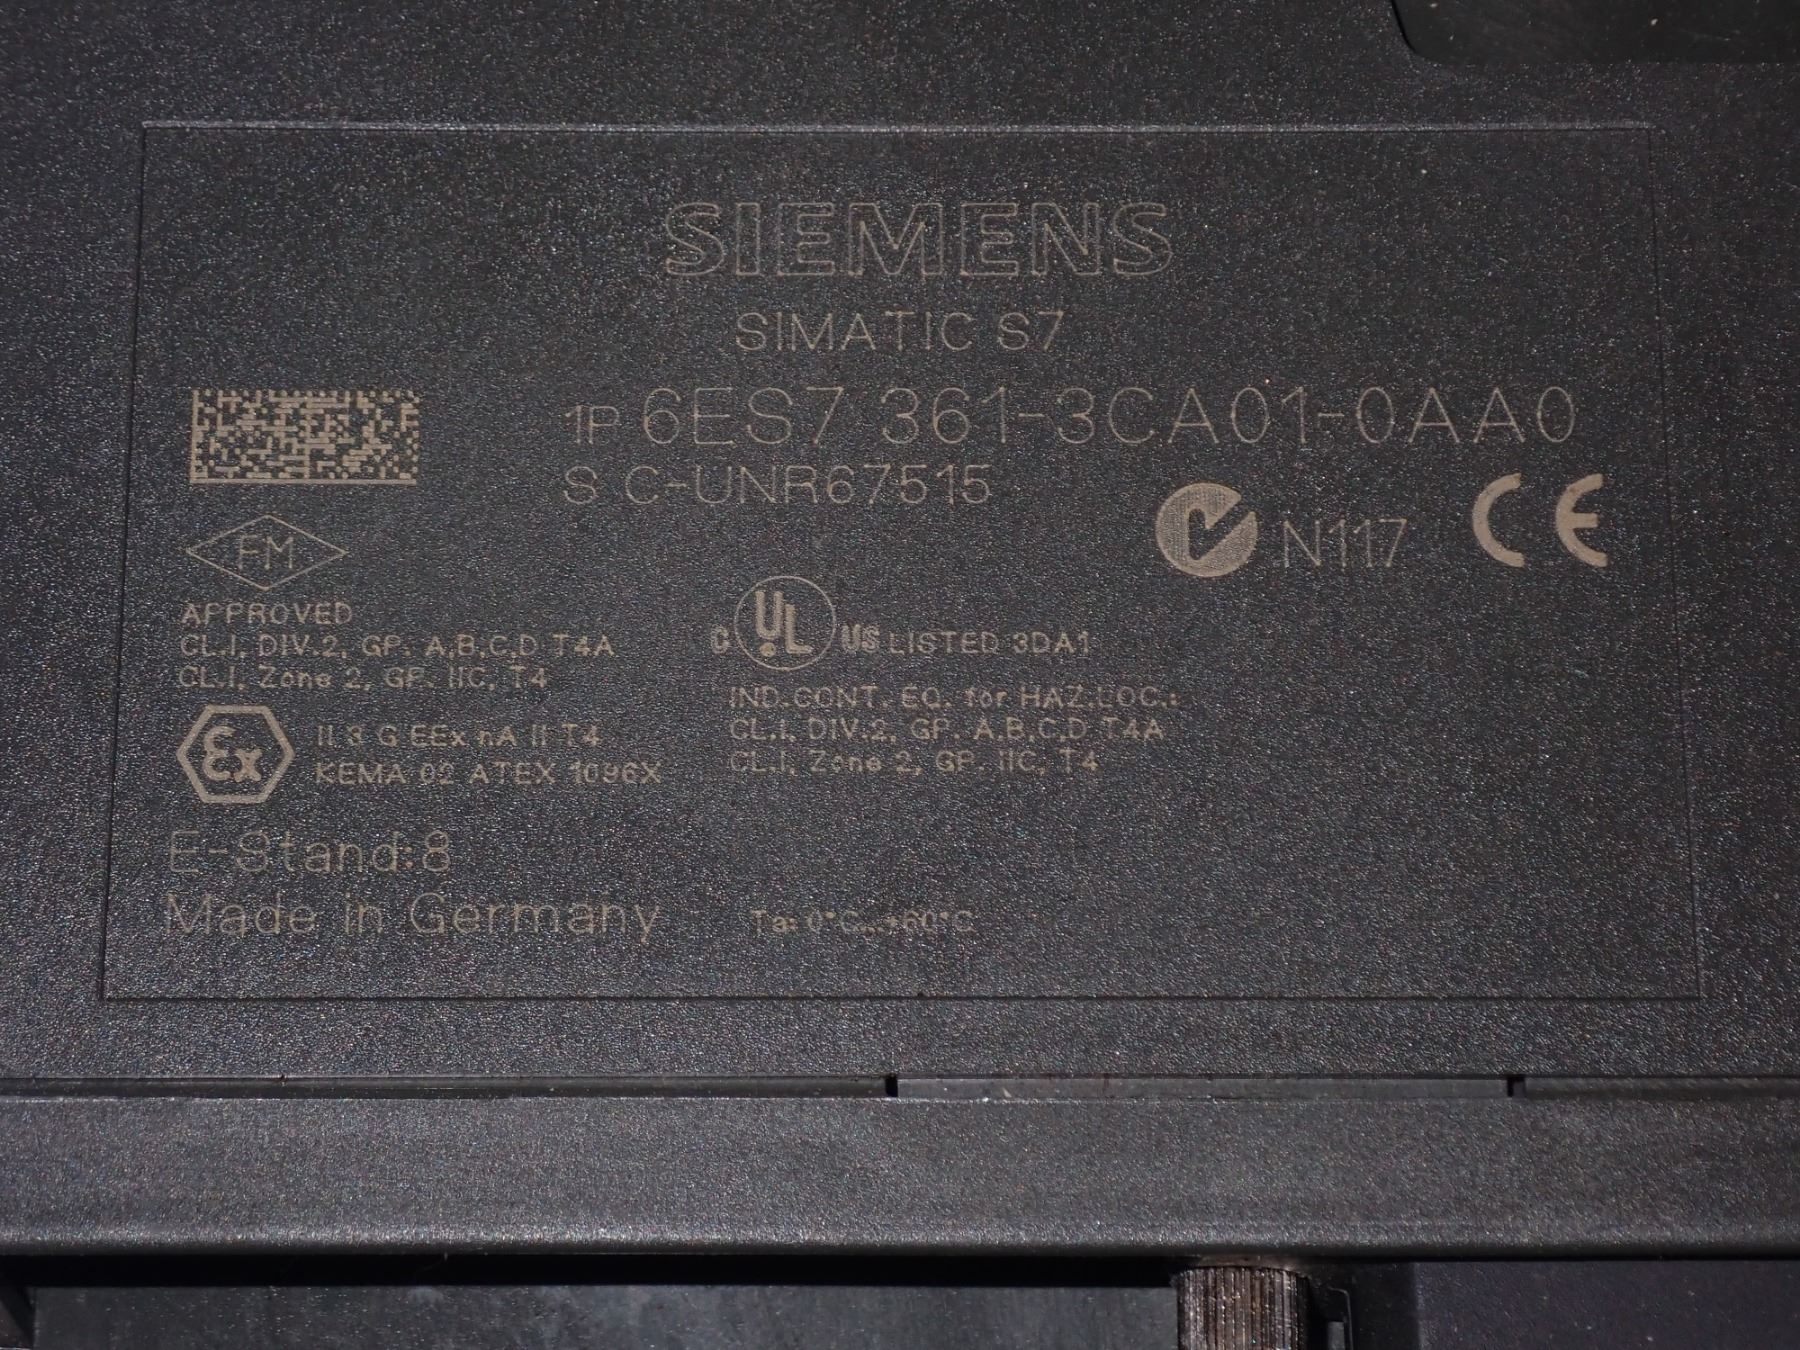 SIEMENS
SIMATIC S7
1P 6ES7 361-3CA01-0AA0
S C-UNR67515
N117 CE
FM
APPROVED
CL.I, DIV.2, GP. A,B,C,D T4A
CL.I, Zone 2, GP. IIC, T4
C UL US LISTED 3DA1
IND.CONT. EQ. for HAZ.LOC.:
CL.I, DIV.2, GP. A,B,C,D T4A
CL.I, Zone 2, GP. IIC, T4
Ex II 3 G EEx nA II T4
KEMA 02 ATEX 1096X
E-Stand:8
Made in Germany
Ta: 0°C...+60°C